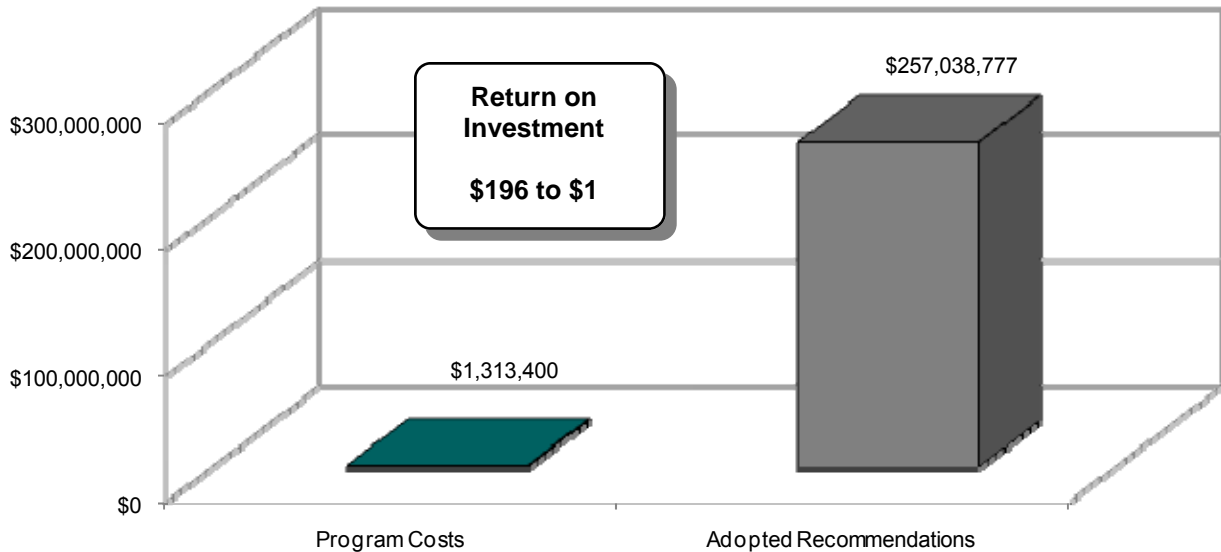 $257,038,777
Return on
Investment
$196 to $1
$300,000,000
$200,000,000
$100,000,000
$1,313,400
$0
Program Costs
Adopted Recommendations